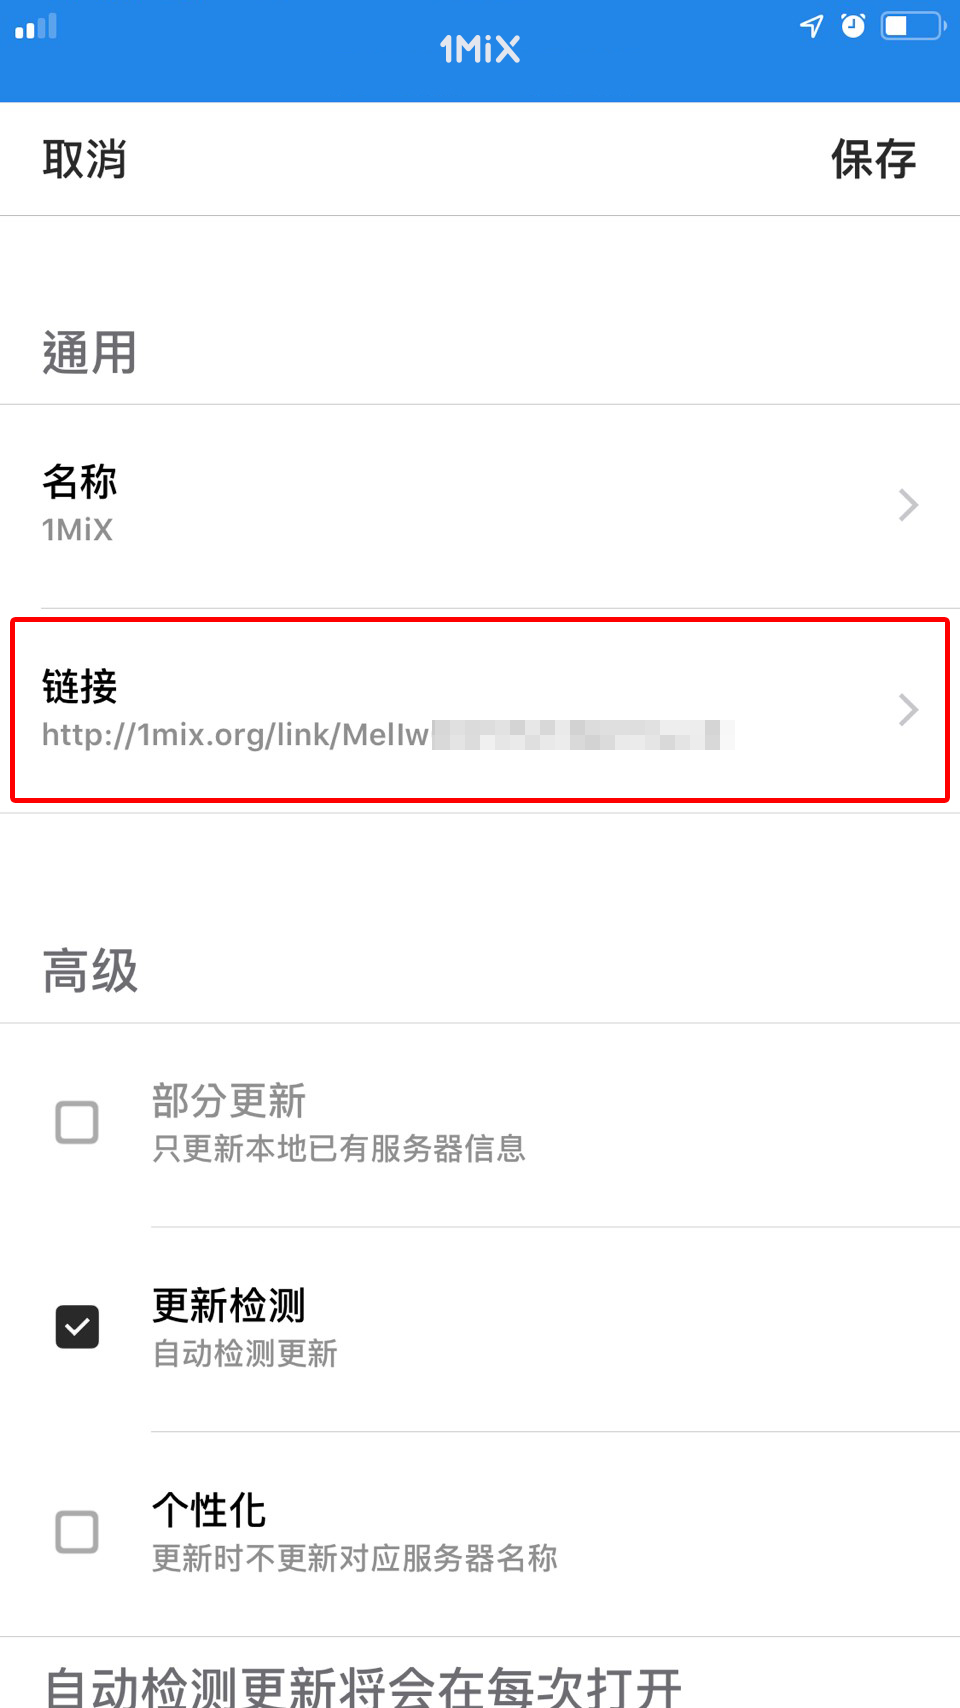 1MiX
取消
保存
通用
名称
1MiX
链接
http://1mix.org/link/MelIw
高级
部分更新
只更新本地已有服务器信息
更新检测
自动检测更新
个性化
更新时不更新对应服务器名称
自动检测更新将会在每次打开